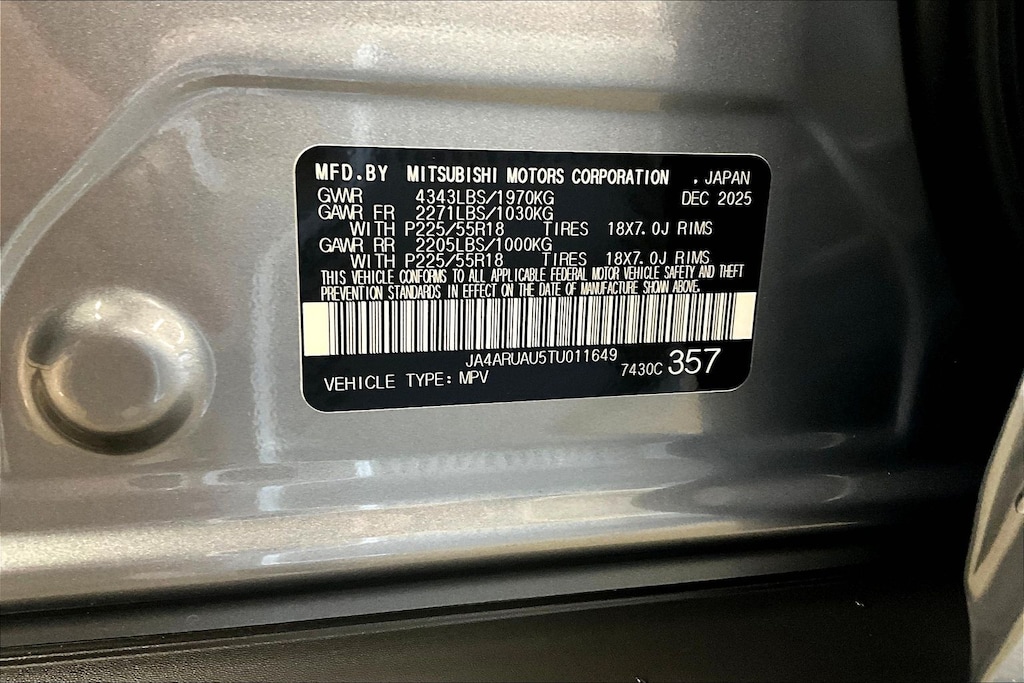 MFD.BY MITSUBISHI MOTORS CORPORATION , JAPAN
GVWR 4343LBS/1970KG DEC 2025
GAWR FR 2271LBS/1030KG
WITH P225/55R18 TIRES 18X7.0J RIMS
GAWR RR 2205LBS/1000KG
WITH P225/55R18 TIRES 18X7.0J RIMS
THIS VEHICLE CONFORMS TO ALL APPLICABLE FEDERAL MOTOR VEHICLE SAFETY AND THEFT
PREVENTION STANDARDS IN EFFECT ON THE DATE OF MANUFACTURE SHOWN ABOVE.
JA4ARUAU5TU011649
VEHICLE TYPE: MPV 7430C 357